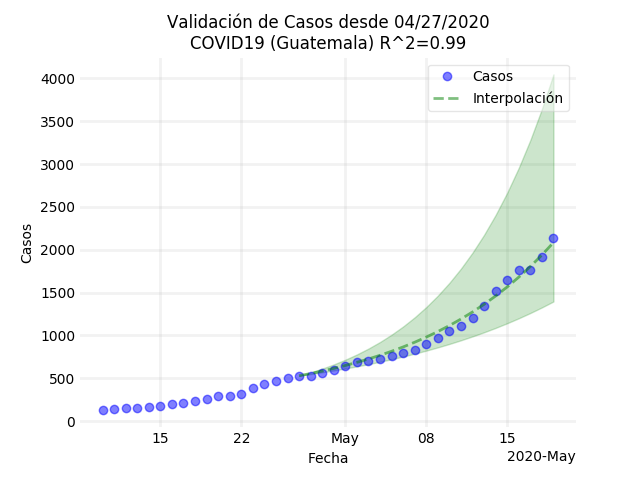 Validación de Casos desde 04/27/2020
COVID19 (Guatemala) R^2=0.99
Casos
Interpolación
4000
3500
3000
2500
2000
1500
1000
500
0
Casos
15
22
May
08
15
Fecha
2020-May